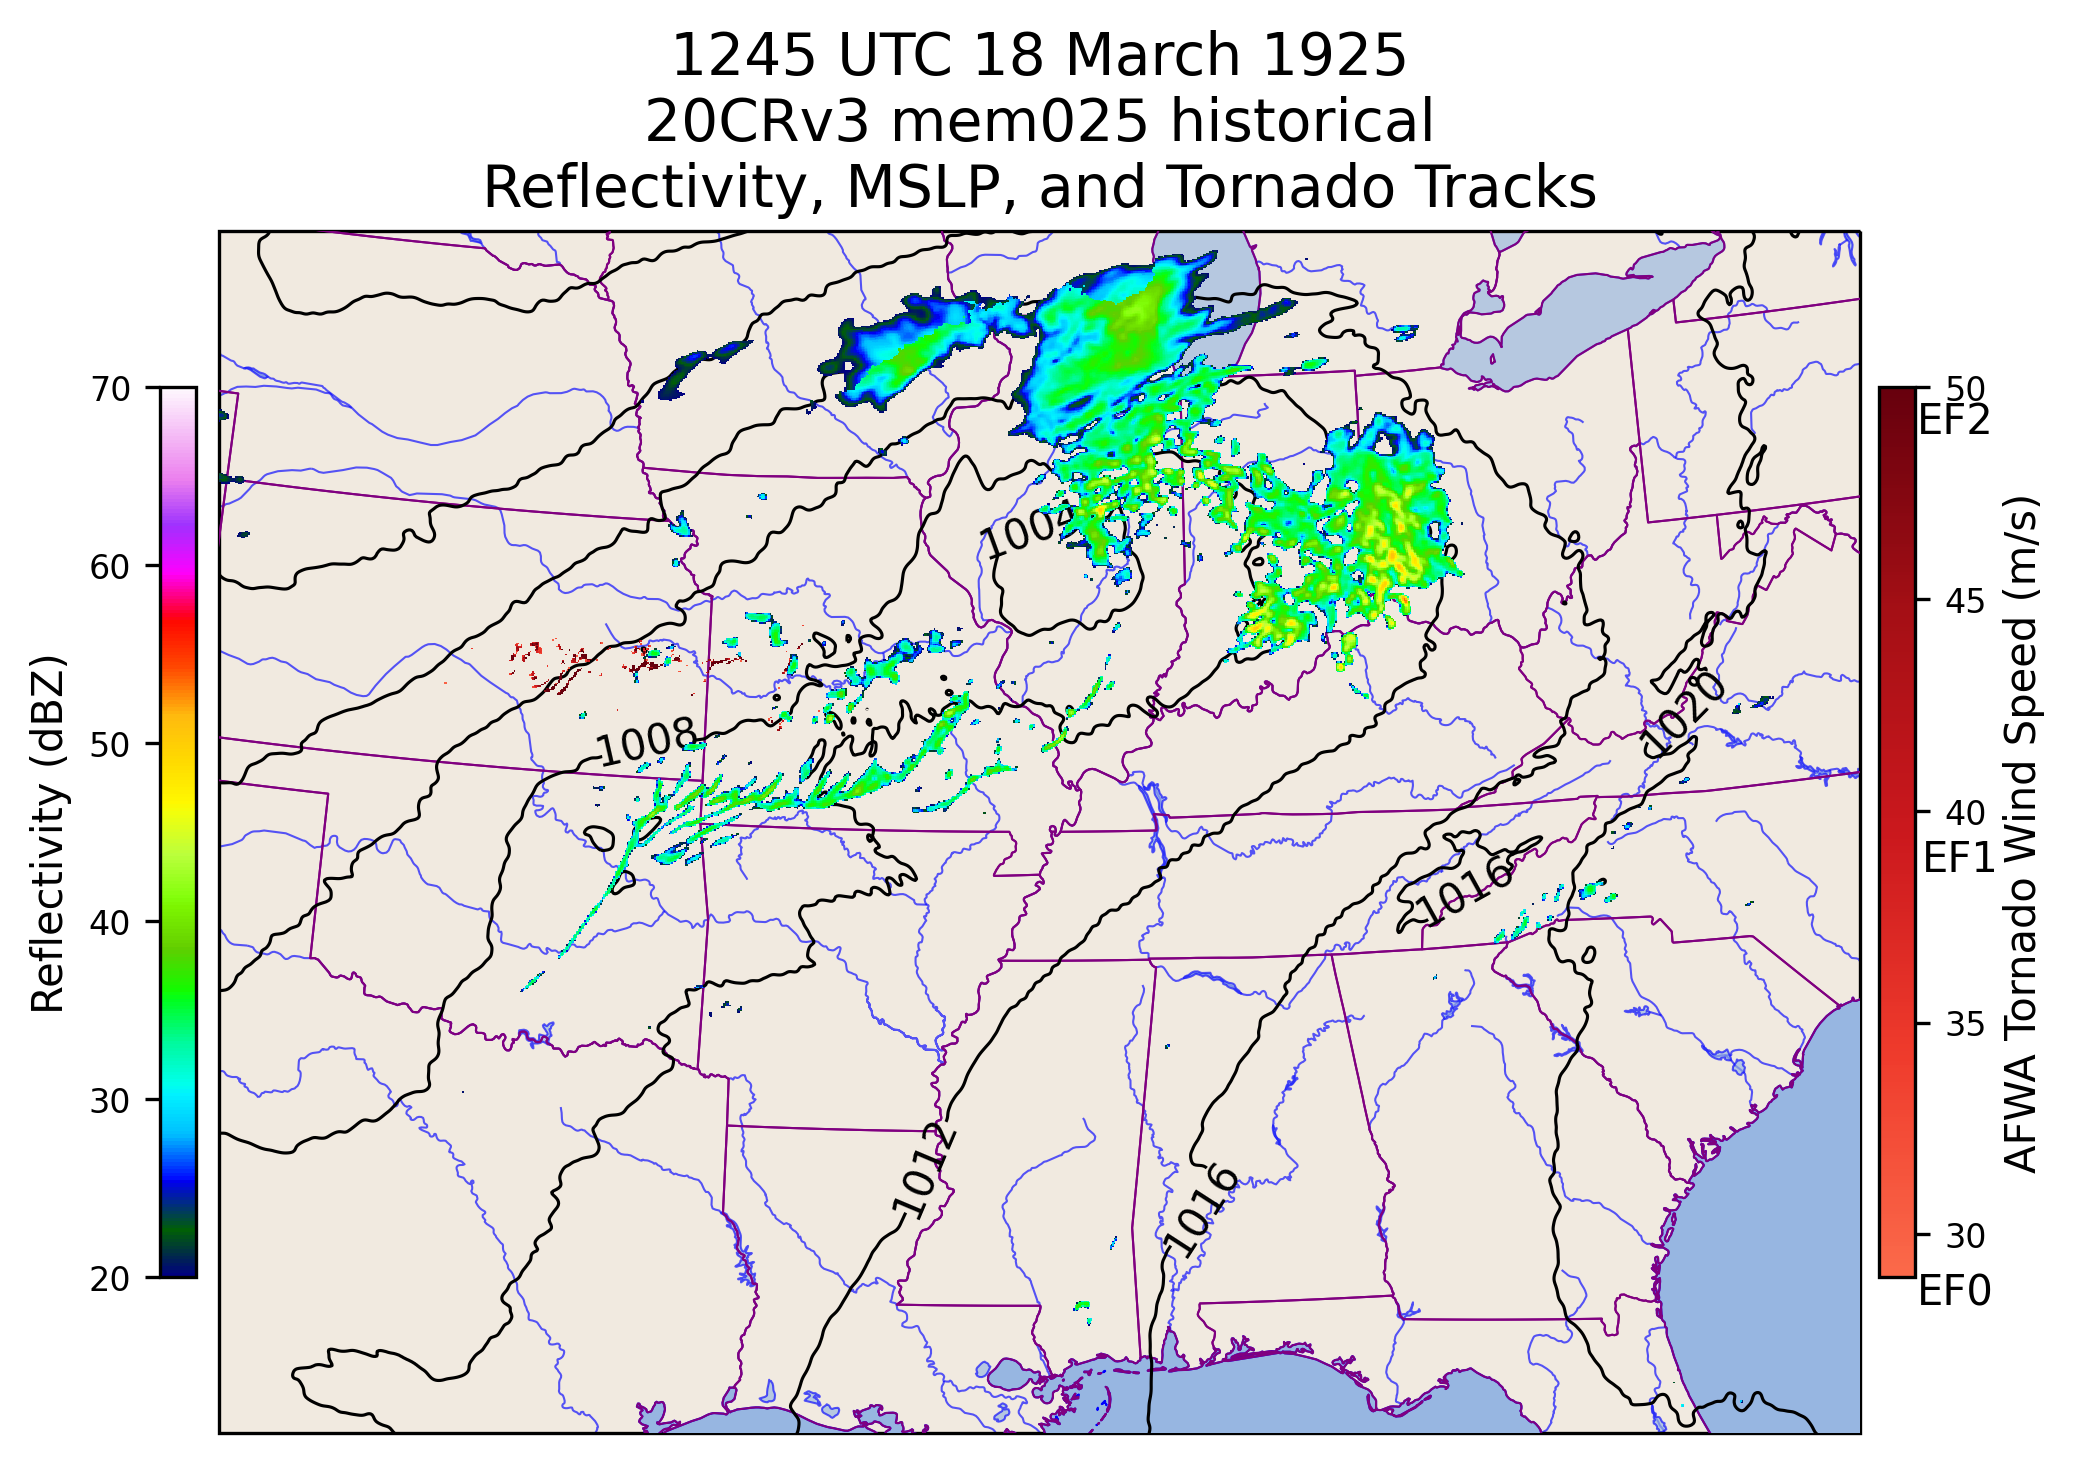 1245 UTC 18 March 1925
20CRv3 mem025 historical
Reflectivity, MSLP, and Tornado Tracks
Reflectivity (dBZ)
70
60
50
40
30
20
1004
1008
1020
1016
1012
1016
50
EF2
45
40
EF1
35
30
EF0
AFWA Tornado Wind Speed (m/s)